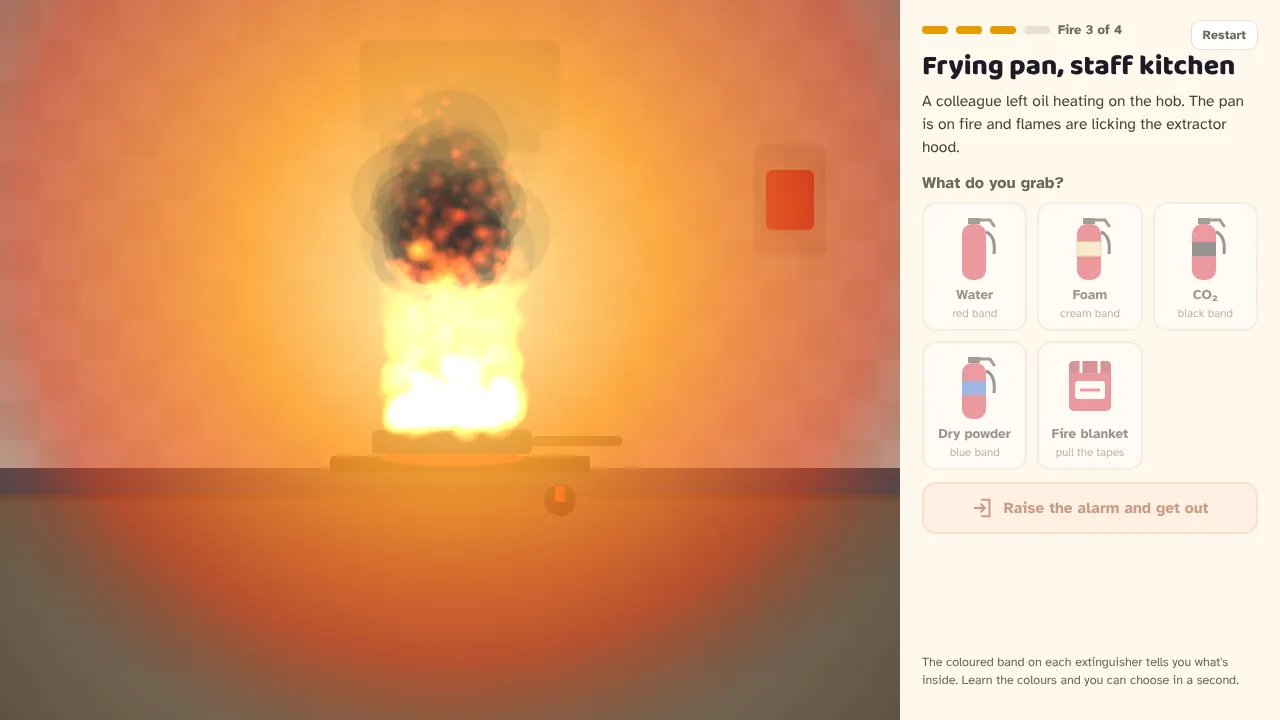 Fire 3 of 4
Restart
Frying pan, staff kitchen
A colleague left oil heating on the hob. The pan
is on fire and flames are licking the extractor
hood.
What do you grab?
Water
red band
Foam
cream band
CO₂
black band
Dry powder
blue band
Fire blanket
pull the tapes
Raise the alarm and get out
The coloured band on each extinguisher tells you what's
inside. Learn the colours and you can choose in a second.